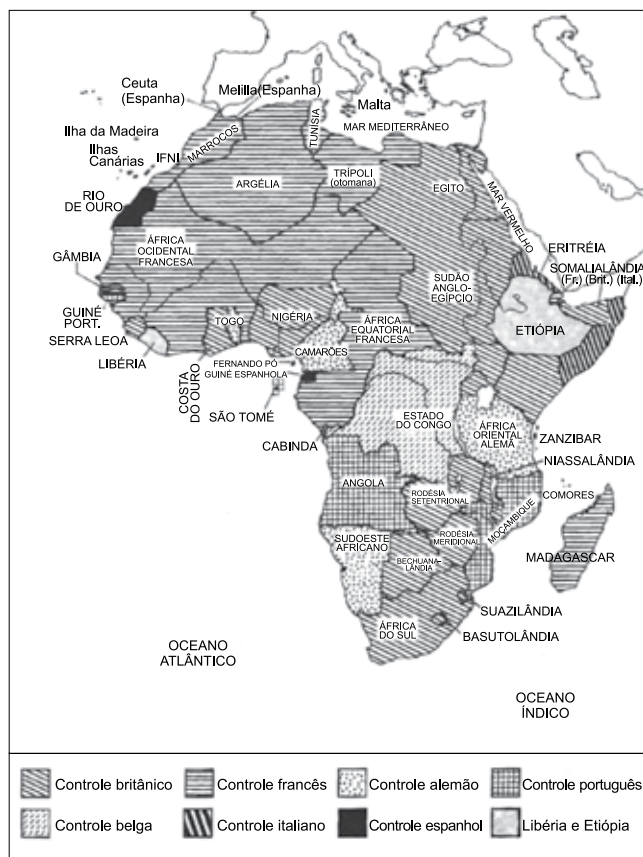 Ceuta
(Espanha)
Melilla(Espanha)
Malta
Ilha da Madeira
TUNÍSIA
MAR MEDITERRÂNEO
Ilhas
Canárias
IFNI
MARROCOS
TRÍPOLI
(otomana)
ARGÉLIA
EGITO
RIO
DE OURO
MAR VERMELHO
ÁFRICA
OCIDENTAL
FRANCESA
ERITRÉIA
GÂMBIA
SOMALIALÂNDIA
(Fr.) (Brit.) (Ital.)
SUDÃO
ANGLO-
EGÍPCIO
GUINÉ
PORT.
NIGÉRIA
TOGO
ÁFRICA
EQUATORIAL
FRANCESA
ETIÓPIA
SERRA LEOA
CAMARÕES
LIBÉRIA
COSTA
DO OURO
FERNANDO PÓ
GUINÉ ESPANHOLA
SÃO TOMÉ
ESTADO
DO CONGO
ÁFRICA
ORIENTAL
ALEMÃ
ZANZIBAR
CABINDA
NIASSALÂNDIA
ANGOLA
RODÉSIA
SETENTRIONAL
COMORES
MOÇAMBIQUE
SUDOESTE
AFRICANO
RODÉSIA
MERIDIONAL
BECHUANA-
LÂNDIA
MADAGASCAR
SUAZILÂNDIA
ÁFRICA
DO SUL
BASUTOLÂNDIA
OCEANO
ATLÂNTICO
OCEANO
ÍNDICO
Controle britânico
Controle francês
Controle alemão
Controle português
Controle belga
Controle italiano
Controle espanhol
Libéria e Etiópia